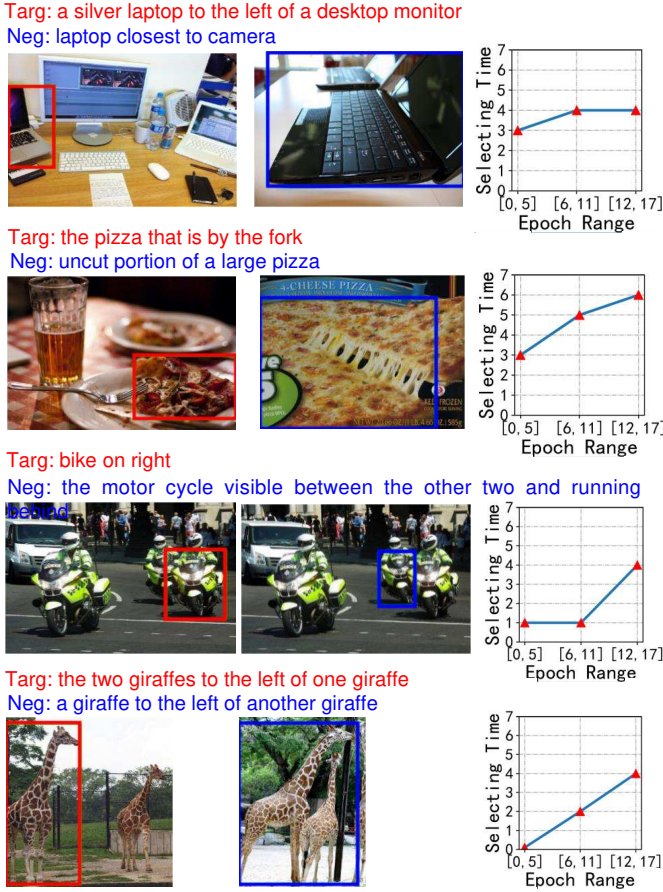 Targ: a silver laptop to the left of a desktop monitor
Neg: laptop closest to camera
Selecting Time
7
6
5
4
3
2
1
0
[0, 5] [6, 11] [12, 17]
Epoch Range
Targ: the pizza that is by the fork
Neg: uncut portion of a large pizza
4-CHEESE PIZZA
KEEP FROZEN
Selecting Time
7
6
5
4
3
2
1
0
[0, 5] [6, 11] [12, 17]
Epoch Range
Targ: bike on right
Neg: the motor cycle visible between the other two and running
behind
Selecting Time
7
6
5
4
3
2
1
0
[0, 5] [6, 11] [12, 17]
Epoch Range
Targ: the two giraffes to the left of one giraffe
Neg: a giraffe to the left of another giraffe
Selecting Time
7
6
5
4
3
2
1
0
[0, 5] [6, 11] [12, 17]
Epoch Range